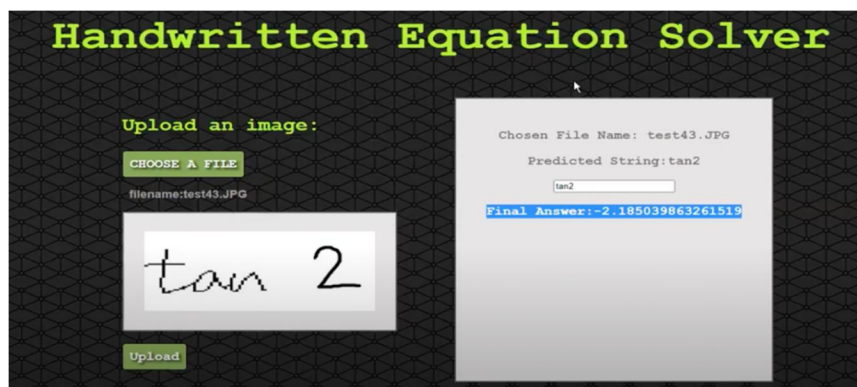 Handwritten Equation Solver
Upload an image:
CHOOSE A FILE
filename:test43.JPG
tan 2
Upload
Chosen File Name: test43.JPG
Predicted String:tan2
tan2
Final Answer:-2.185039863261519